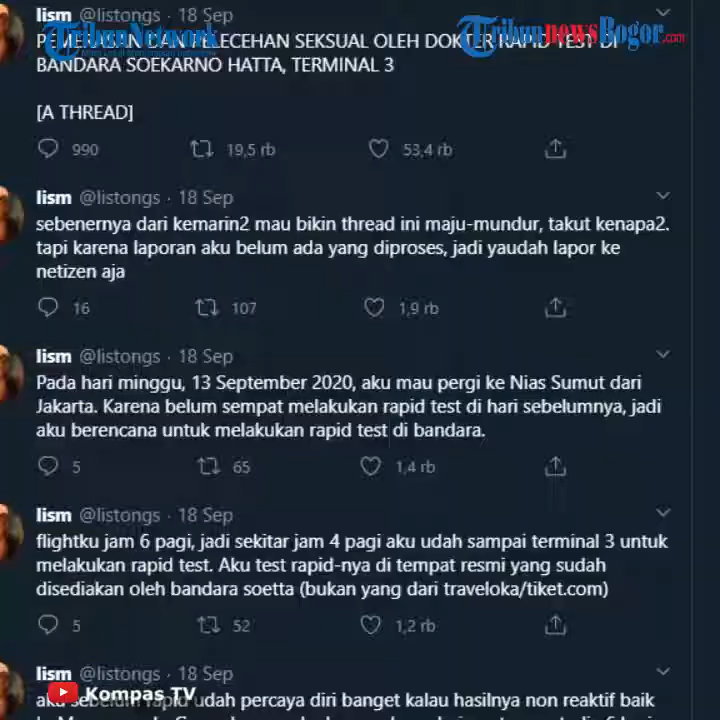 lism @listongs · 18 Sep
Tribun Network
TribunnewsBogor.com
PEMERASAN DAN PELECEHAN SEKSUAL OLEH DOKTER RAPID TEST DI
BANDARA SOEKARNO HATTA, TERMINAL 3
[A THREAD]
990 19,5 rb 53,4 rb
lism @listongs · 18 Sep
sebenernya dari kemarin2 mau bikin thread ini maju-mundur, takut kenapa2.
tapi karena laporan aku belum ada yang diproses, jadi yaudah lapor ke
netizen aja
16 107 1,9 rb
lism @listongs · 18 Sep
Pada hari minggu, 13 September 2020, aku mau pergi ke Nias Sumut dari
Jakarta. Karena belum sempat melakukan rapid test di hari sebelumnya, jadi
aku berencana untuk melakukan rapid test di bandara.
5 65 1,4 rb
lism @listongs · 18 Sep
flightku jam 6 pagi, jadi sekitar jam 4 pagi aku udah sampai terminal 3 untuk
melakukan rapid test. Aku test rapid-nya di tempat resmi yang sudah
disediakan oleh bandara soetta (bukan yang dari traveloka/tiket.com)
5 52 1,2 rb
lism @listongs · 18 Sep
aku sebelum rapid udah percaya diri banget kalau hasilnya non reaktif baik
Kompas TV